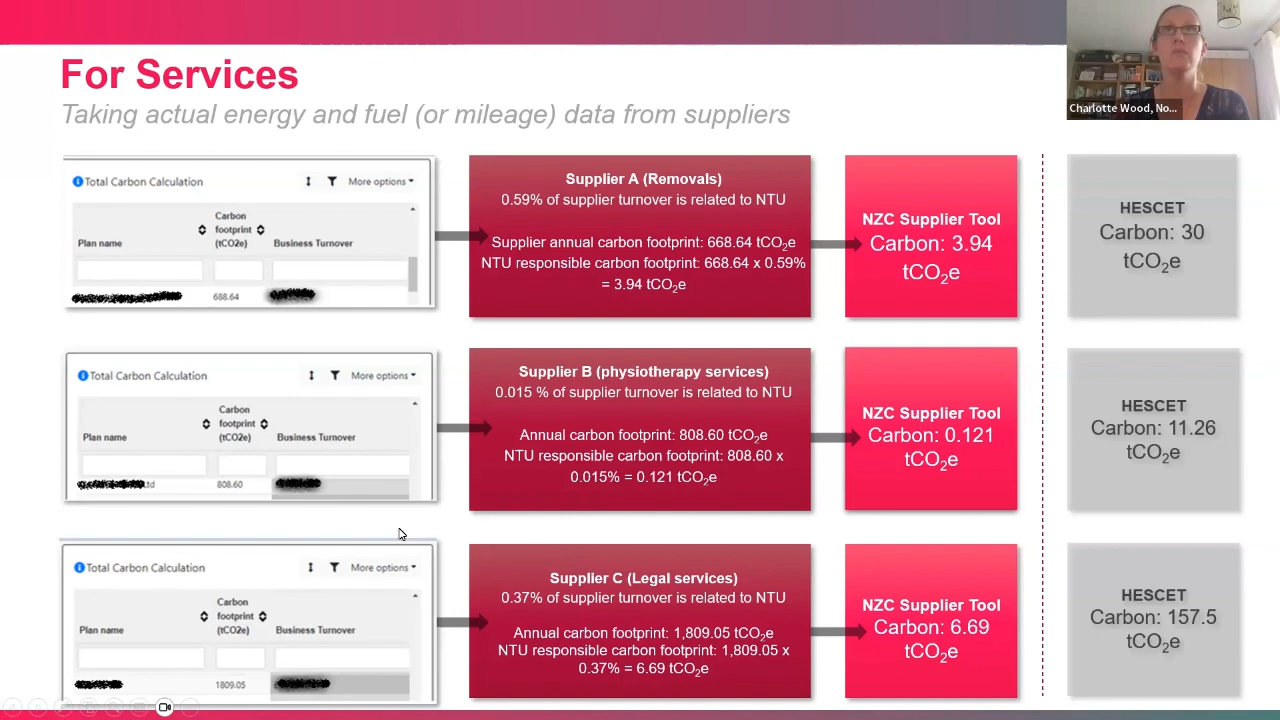 For Services
Taking actual energy and fuel (or mileage) data from suppliers
Charlotte Wood, No...
Total Carbon Calculation
More options
Plan name
Carbon
footprint
(tCO2e)
Business Turnover
688.64
Supplier A (Removals)
0.59% of supplier turnover is related to NTU
Supplier annual carbon footprint: 668.64 tCO₂e
NTU responsible carbon footprint: 668.64 x 0.59%
= 3.94 tCO₂e
NZC Supplier Tool
Carbon: 3.94
tCO₂e
HESCET
Carbon: 30
tCO₂e
Total Carbon Calculation
More options
Plan name
Carbon
footprint
(tCO2e)
Business Turnover
Ltd
808.60
Supplier B (physiotherapy services)
0.015 % of supplier turnover is related to NTU
Annual carbon footprint: 808.60 tCO₂e
NTU responsible carbon footprint: 808.60 x
0.015% = 0.121 tCO₂e
NZC Supplier Tool
Carbon: 0.121
tCO₂e
HESCET
Carbon: 11.26
tCO₂e
Total Carbon Calculation
More options
Plan name
Carbon
footprint
(tCO2e)
Business Turnover
1809.05
Supplier C (Legal services)
0.37% of supplier turnover is related to NTU
Annual carbon footprint: 1,809.05 tCO₂e
NTU responsible carbon footprint: 1,809.05 x
0.37% = 6.69 tCO₂e
NZC Supplier Tool
Carbon: 6.69
tCO₂e
HESCET
Carbon: 157.5
tCO₂e